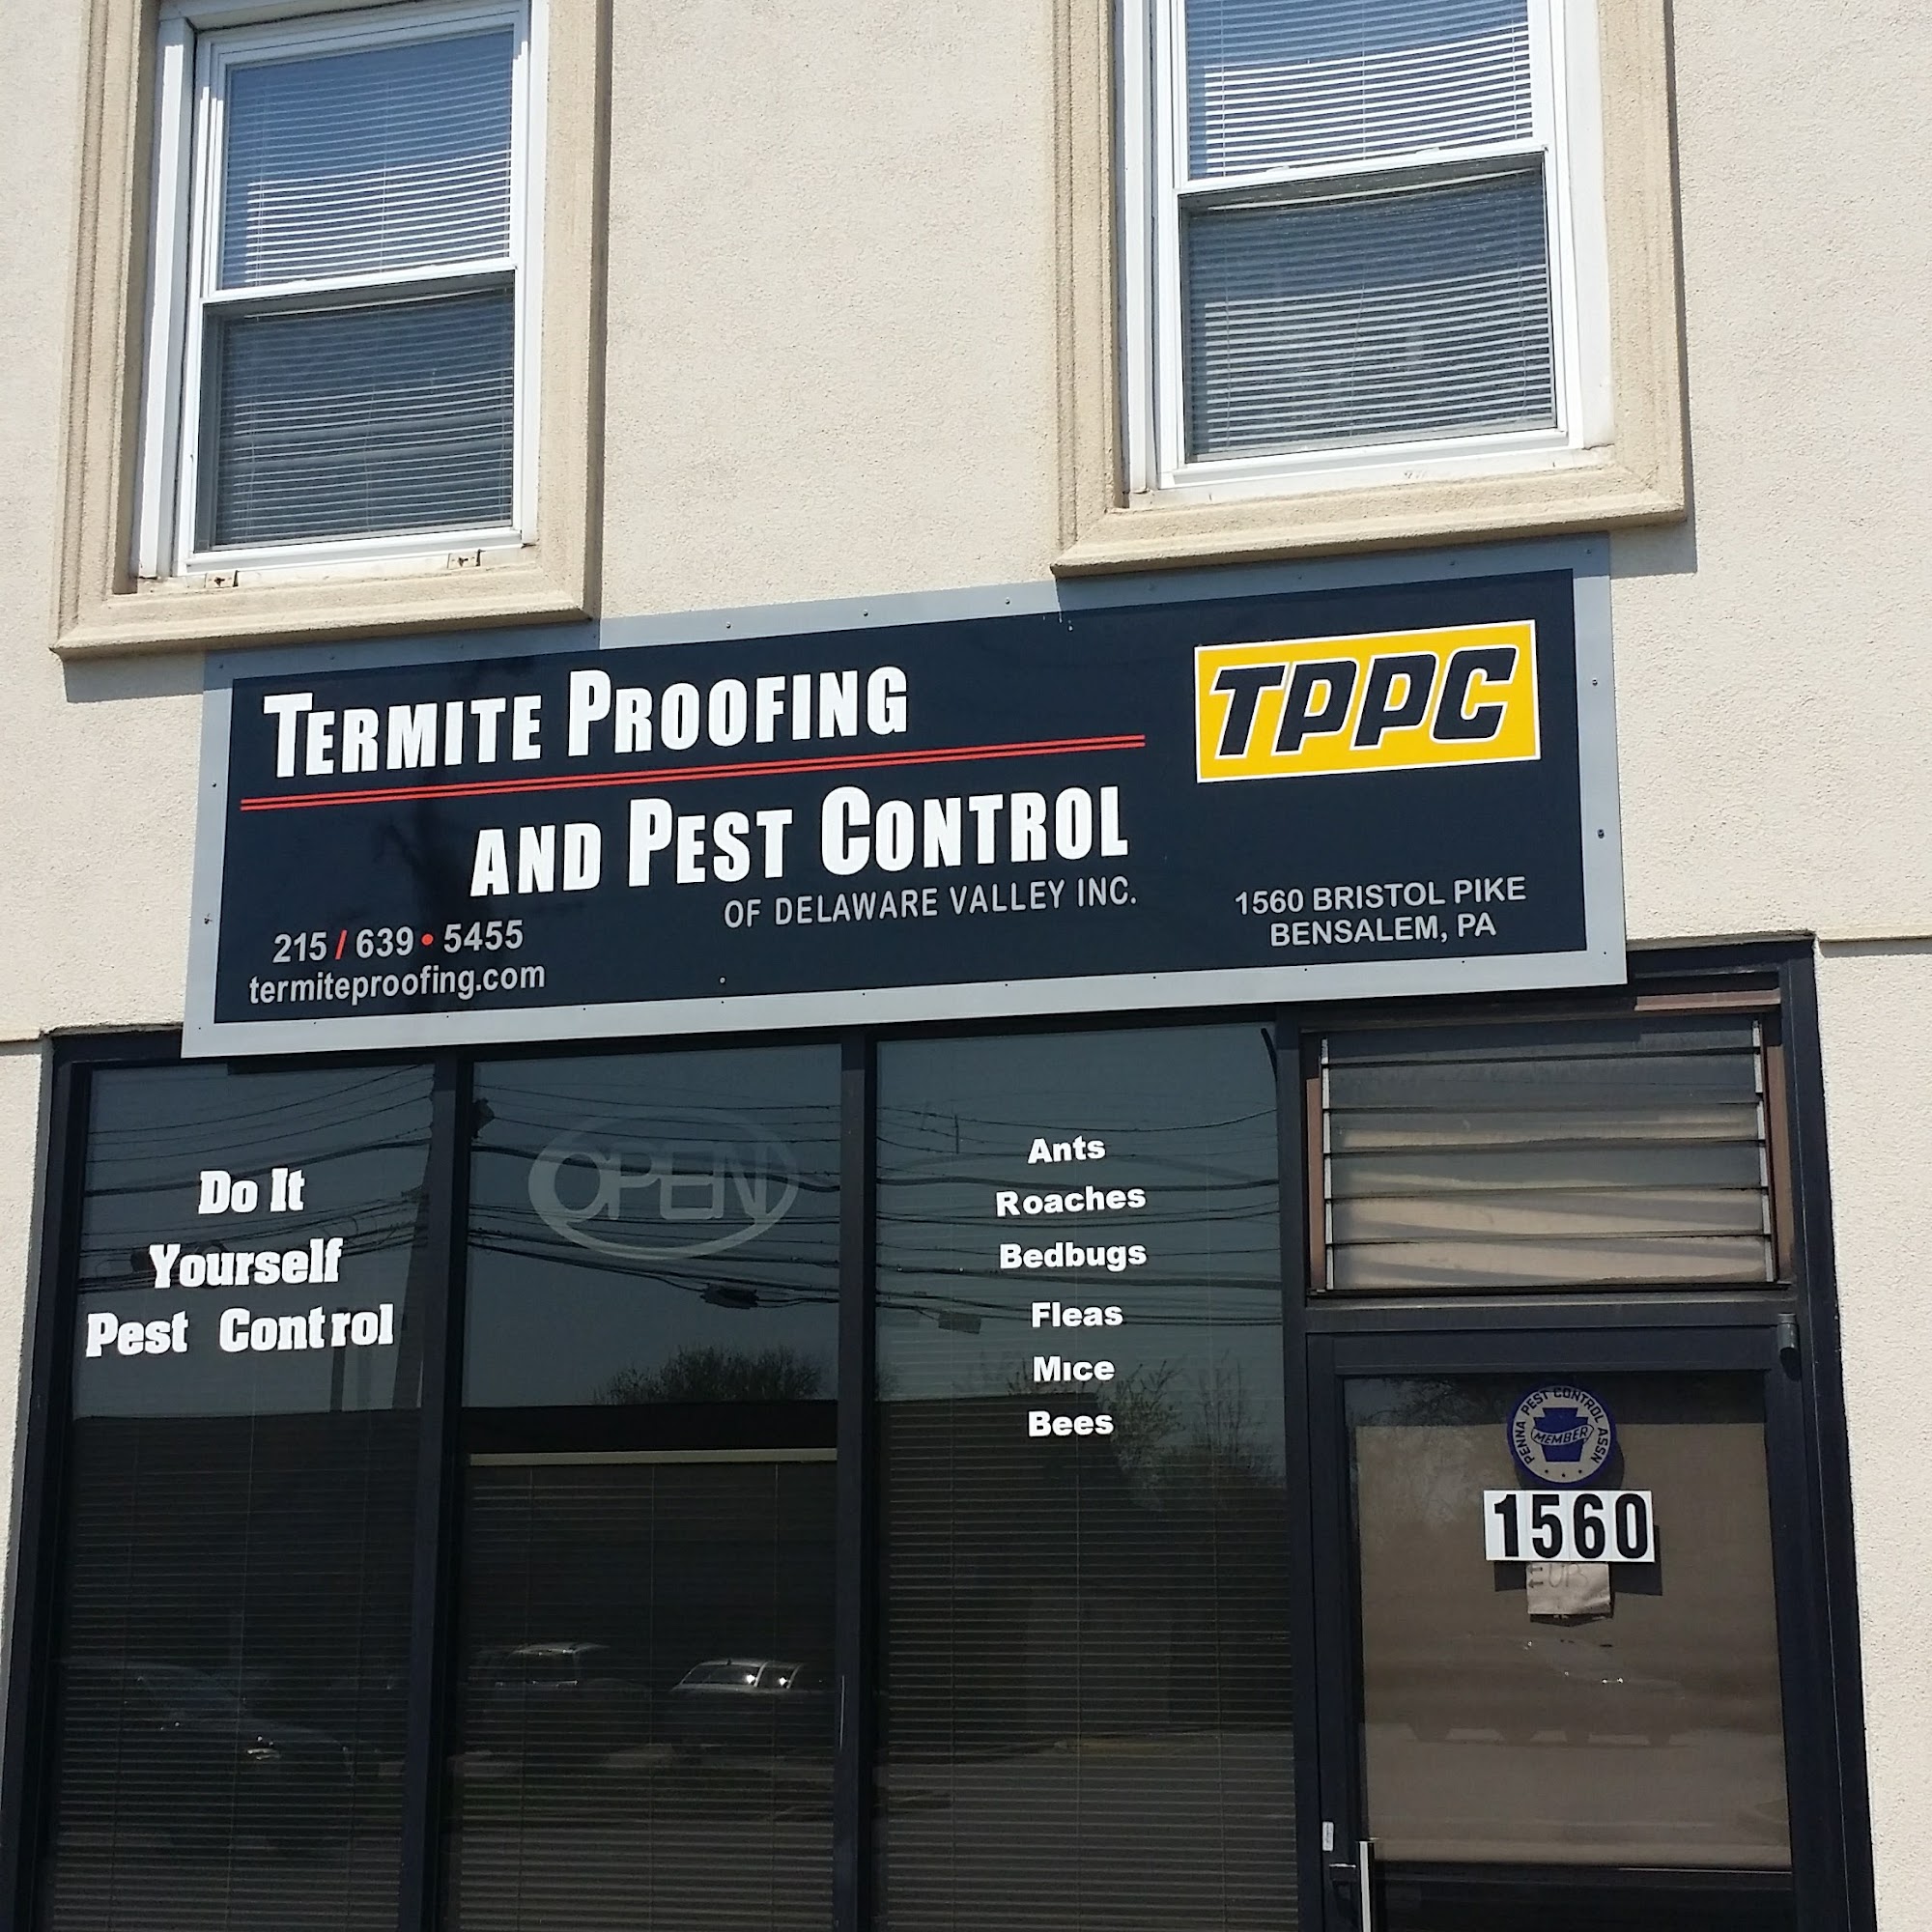 TERMITE PROOFING
AND PEST CONTROL
OF DELAWARE VALLEY INC.
215 / 639 • 5455
termiteproofing.com
TPPC
1560 BRISTOL PIKE
BENSALEM, PA
Do It
Yourself
Pest Control
OPEN
Ants
Roaches
Bedbugs
Fleas
Mice
Bees
PENNA PEST CONTROL ASSN
MEMBER
1560
UPS